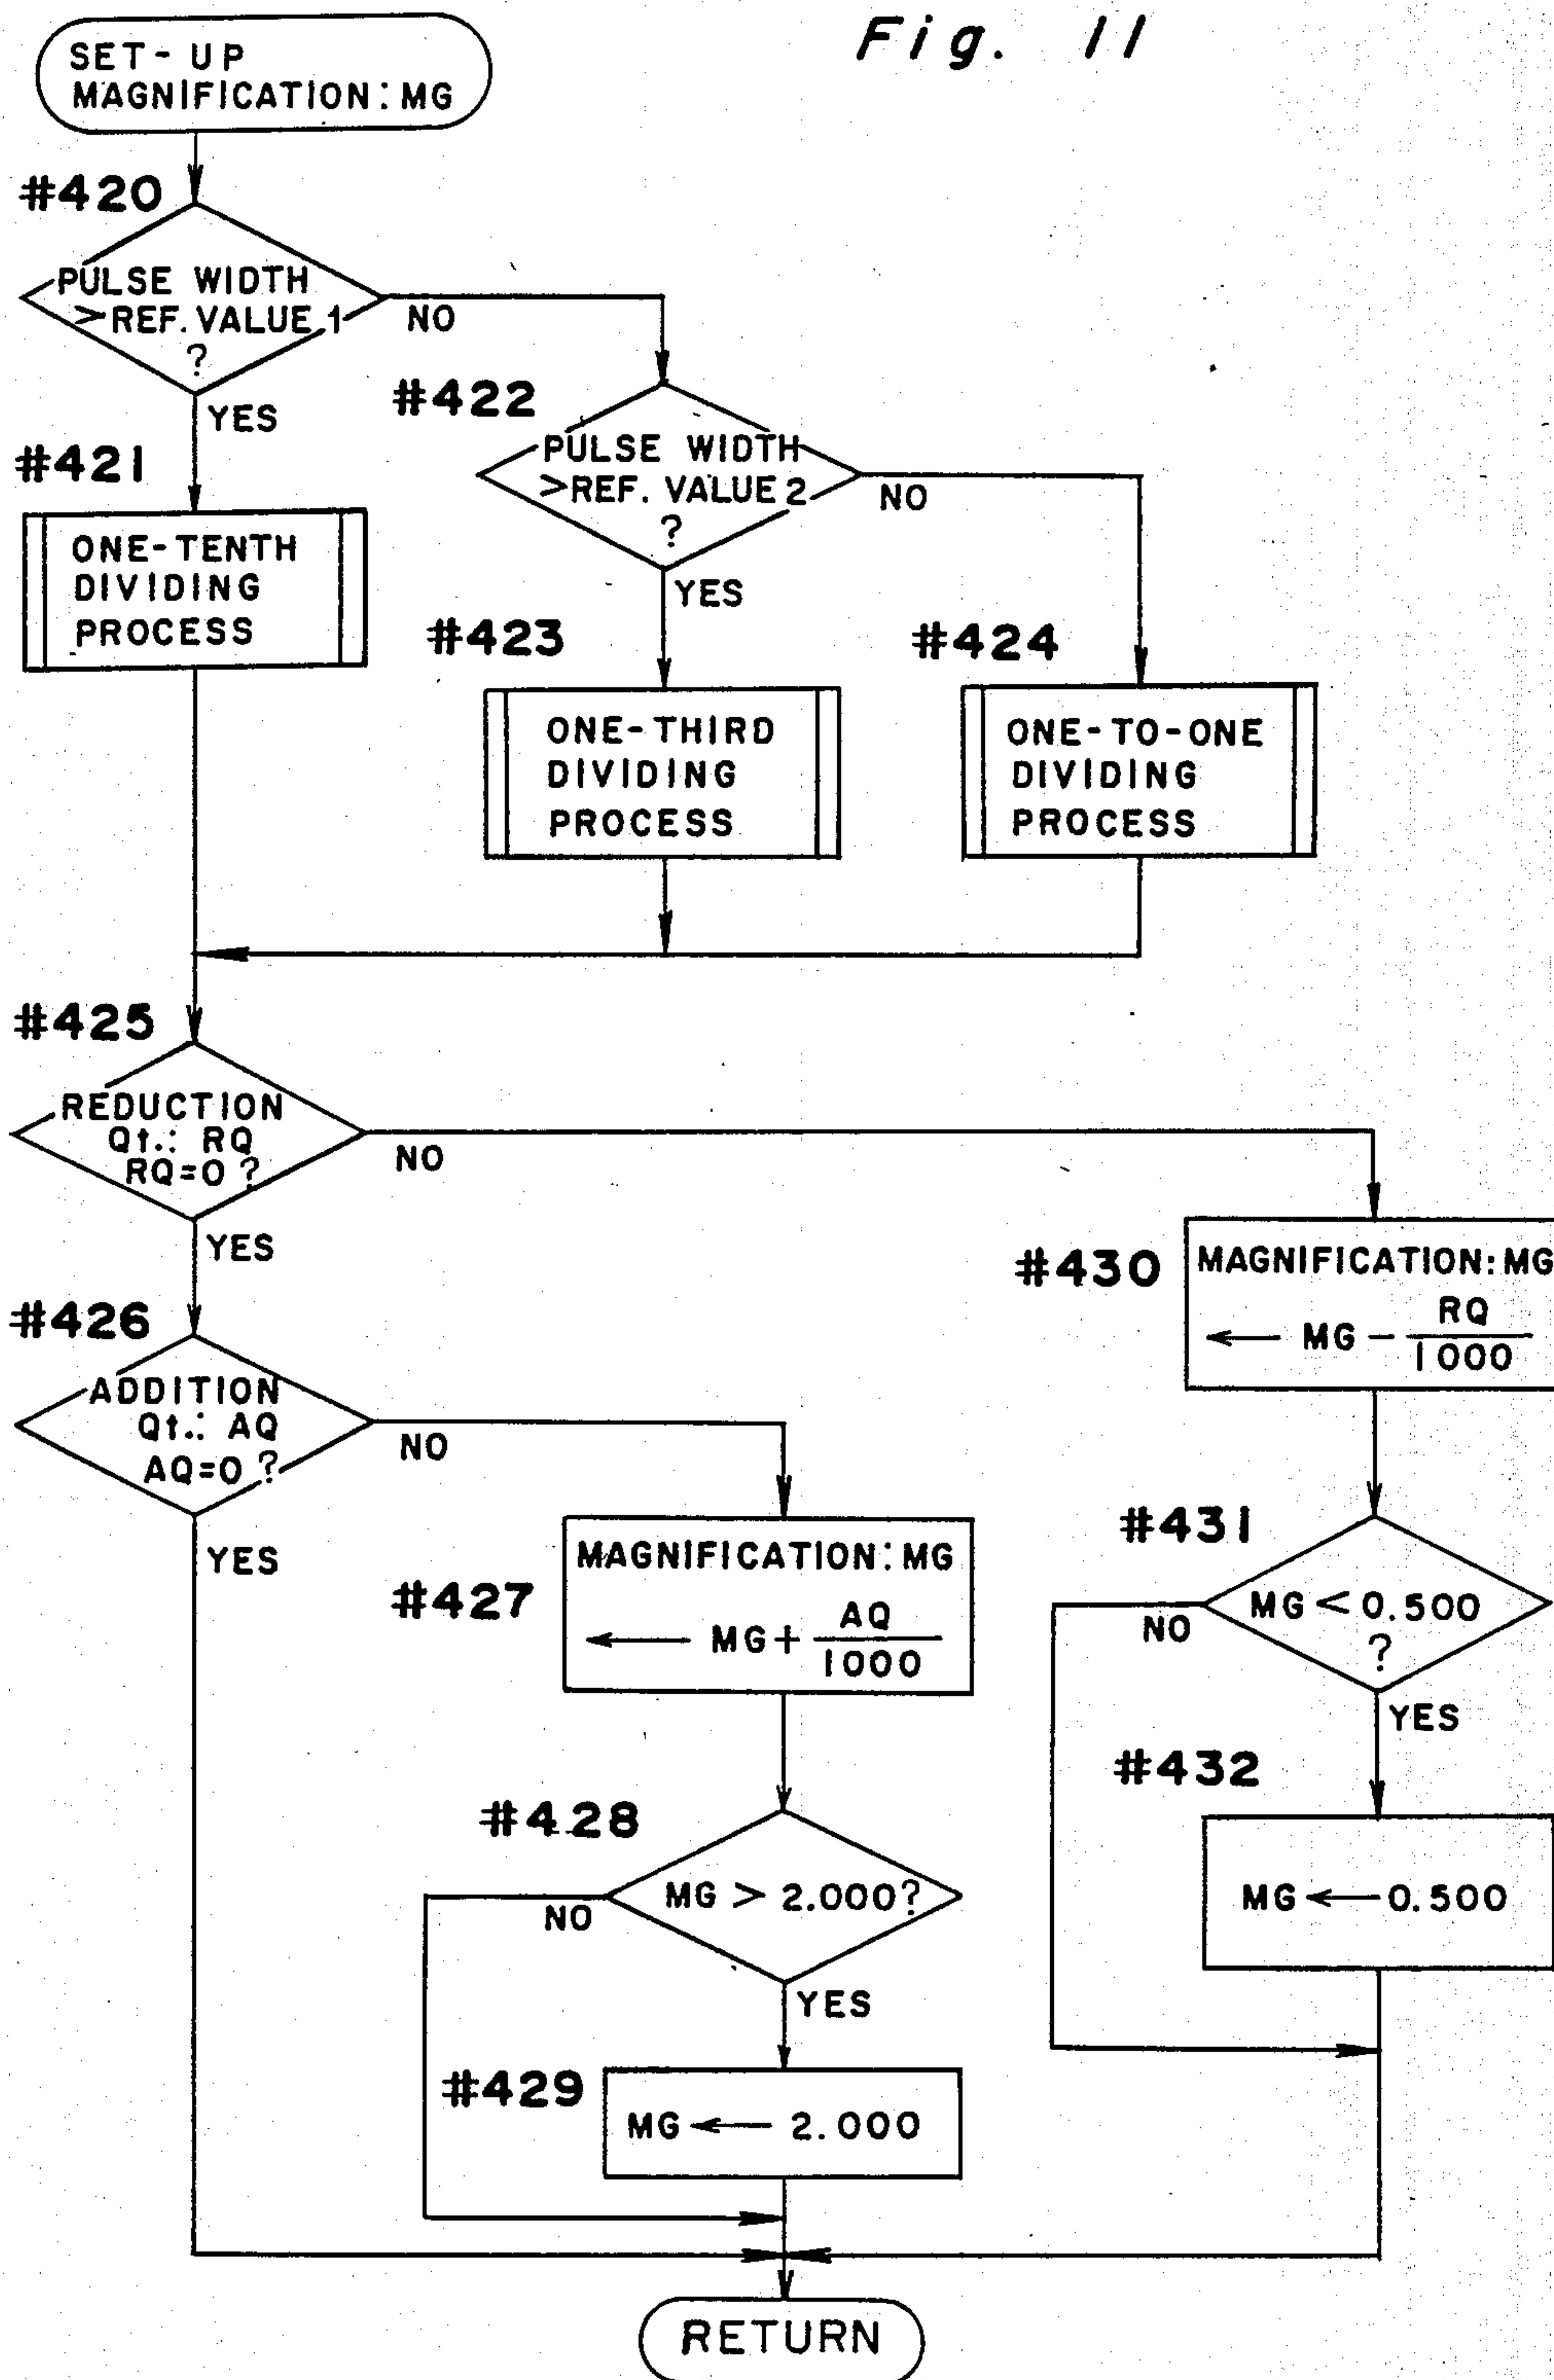 Fig. 11
SET-UP
MAGNIFICATION: MG
#420
PULSE WIDTH
>REF. VALUE 1
?
NO
YES
#421
ONE-TENTH
DIVIDING
PROCESS
#422
PULSE WIDTH
>REF. VALUE 2
?
NO
YES
#423
ONE-THIRD
DIVIDING
PROCESS
#424
ONE-TO-ONE
DIVIDING
PROCESS
#425
REDUCTION
Qt.: RQ
RQ=0 ?
NO
YES
#426
ADDITION
Qt.: AQ
AQ=0 ?
NO
YES
#427
MAGNIFICATION: MG
← MG + AQ
1000
#428
MG > 2.000?
NO
YES
#429
MG ← 2.000
#430
MAGNIFICATION: MG
← MG − RQ
1000
#431
MG < 0.500
?
NO
YES
#432
MG ← 0.500
RETURN